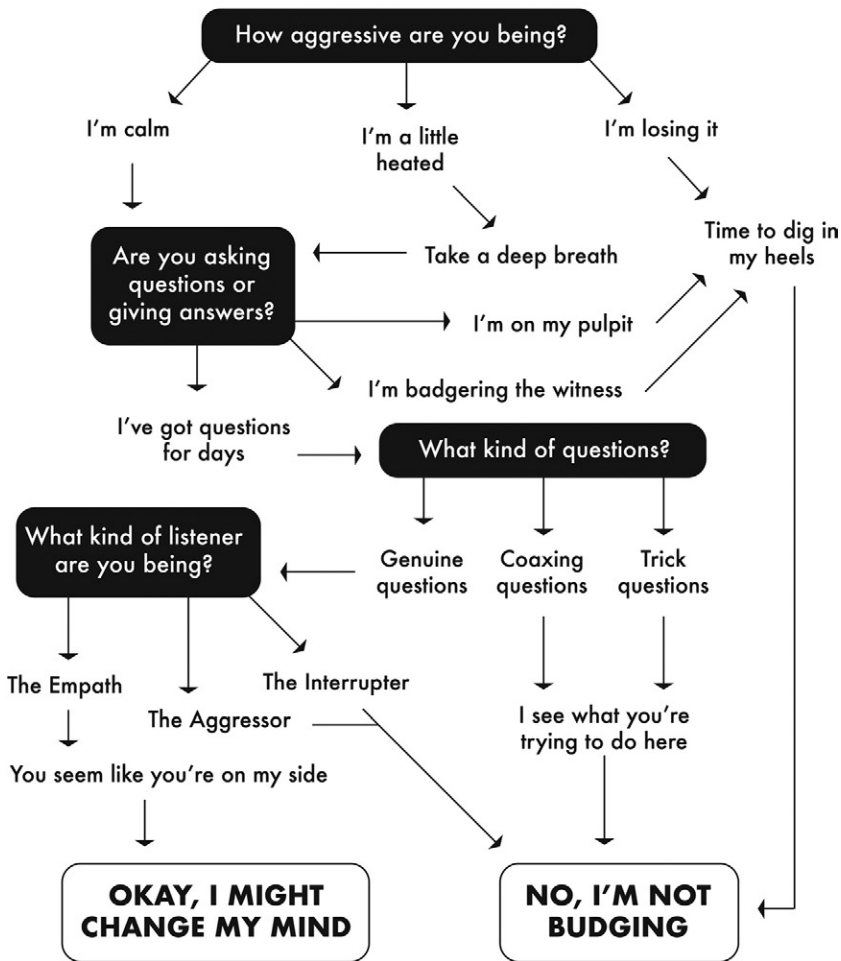 How aggressive are you being?
I'm calm
I'm a little
heated
I'm losing it
Are you asking
questions or
giving answers?
Take a deep breath
Time to dig in
my heels
I'm on my pulpit
I'm badgering the witness
I've got questions
for days
What kind of questions?
What kind of listener
are you being?
Genuine
questions
Coaxing
questions
Trick
questions
The Empath
The Interrupter
The Aggressor
I see what you're
trying to do here
You seem like you're on my side
OKAY, I MIGHT
CHANGE MY MIND
NO, I'M NOT
BUDGING